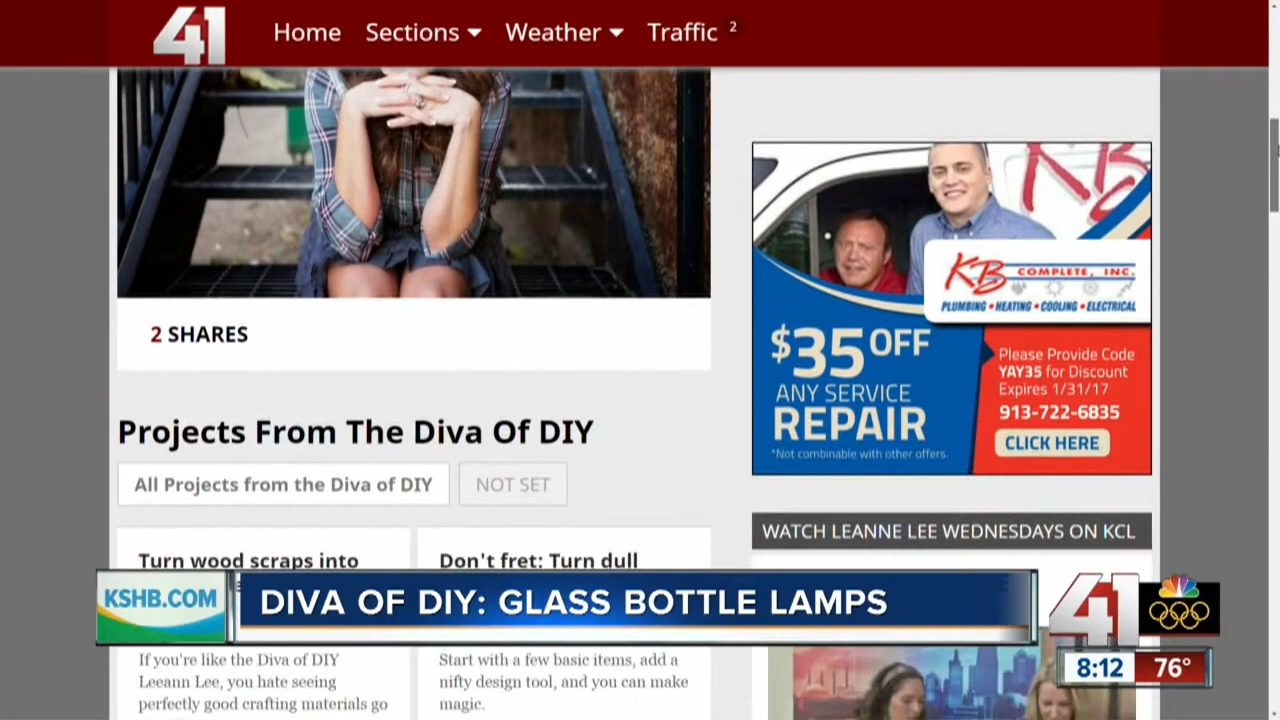 41
Home
Sections
Weather
Traffic 2
2 SHARES
Projects From The Diva Of DIY
All Projects from the Diva of DIY
NOT SET
Turn wood scraps into
Don't fret: Turn dull
If you're like the Diva of DIY
Leeann Lee, you hate seeing
perfectly good crafting materials go
Start with a few basic items, add a
nifty design tool, and you can make
magic.
KB
KB COMPLETE, INC.
PLUMBING • HEATING • COOLING • ELECTRICAL
$35 OFF
ANY SERVICE
REPAIR
*Not combinable with other offers.
Please Provide Code
YAY35 for Discount
Expires 1/31/17
913-722-6835
CLICK HERE
WATCH LEANNE LEE WEDNESDAYS ON KCL
KSHB.COM
DIVA OF DIY: GLASS BOTTLE LAMPS
41
8:12
76°